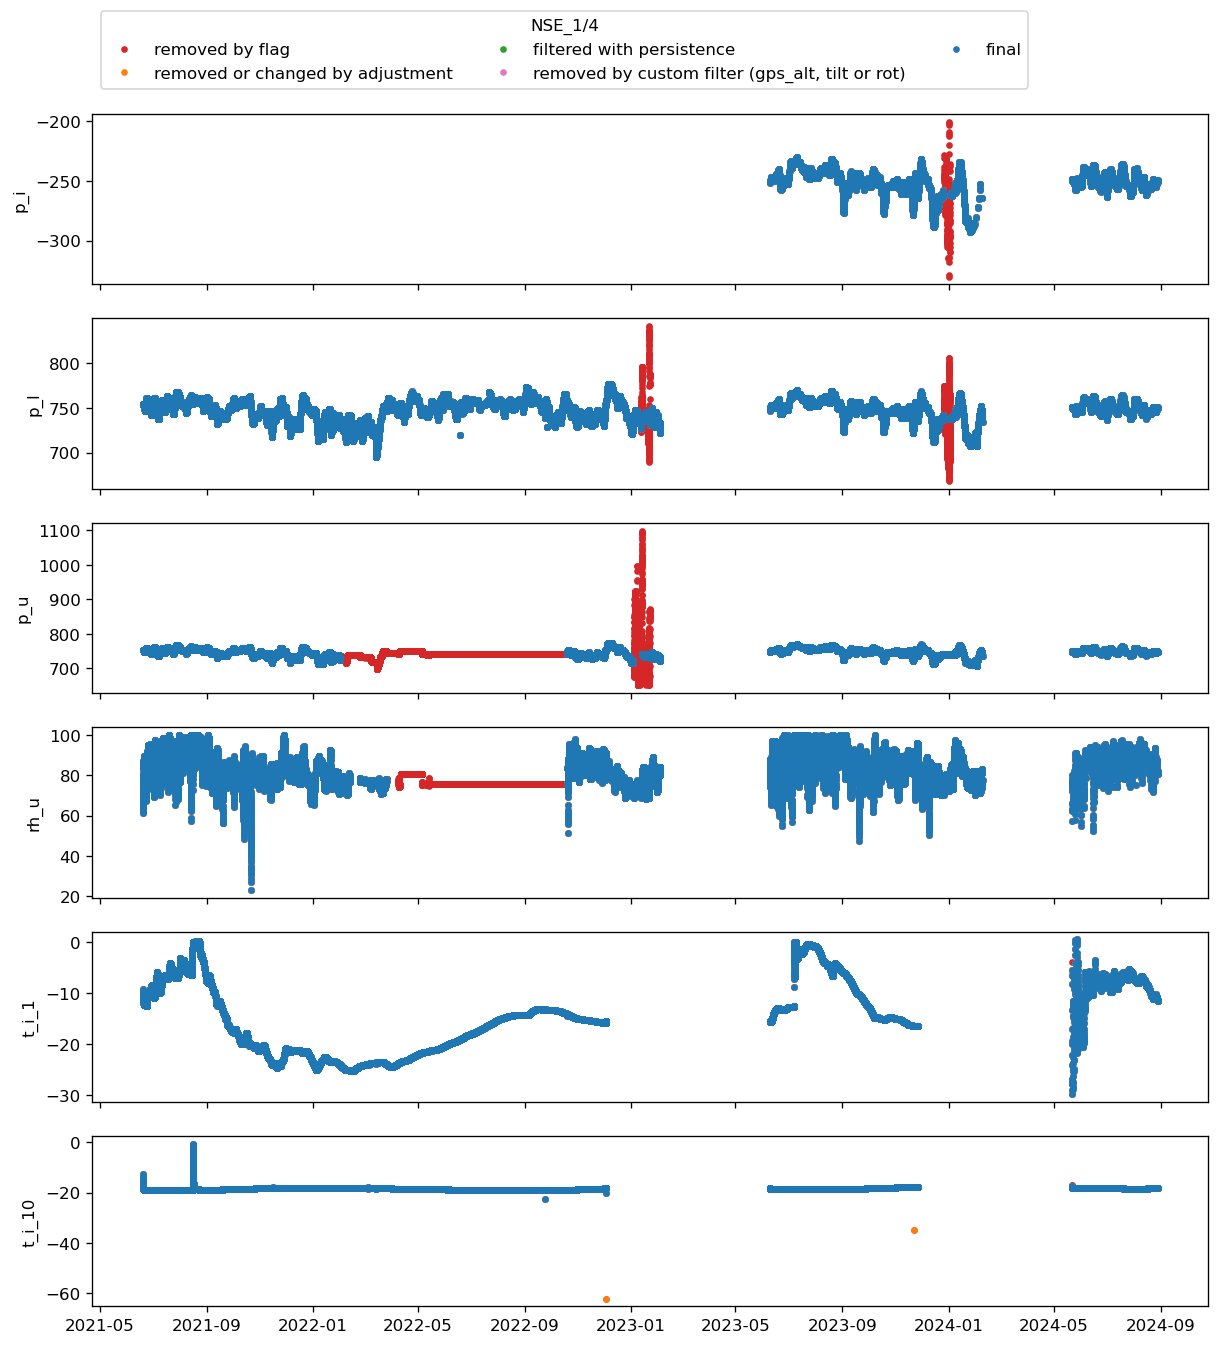 NSE_1/4
removed by flag
removed or changed by adjustment
filtered with persistence
removed by custom filter (gps_alt, tilt or rot)
final
p_i
−200
−250
−300
p_l
800
750
700
p_u
1100
1000
900
800
700
rh_u
100
80
60
40
20
t_i_1
0
−10
−20
−30
t_i_10
0
−20
−40
−60
2021-05 2021-09 2022-01 2022-05 2022-09 2023-01 2023-05 2023-09 2024-01 2024-05 2024-09